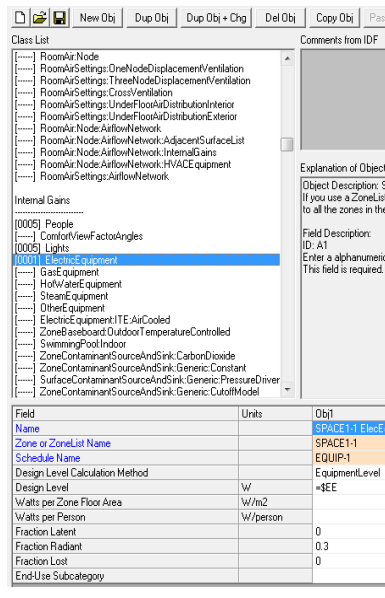 New Obj Dup Obj Dup Obj + Chg Del Obj Copy Obj Pas
Class List
Comments from IDF
[------] RoomAir:Node
[------] RoomAirSettings:OneNodeDisplacementVentilation
[------] RoomAirSettings:ThreeNodeDisplacementVentilation
[------] RoomAirSettings:CrossVentilation
[------] RoomAirSettings:UnderFloorAirDistributionInterior
[------] RoomAirSettings:UnderFloorAirDistributionExterior
[------] RoomAir:Node:AirflowNetwork
[------] RoomAir:Node:AirflowNetwork:AdjacentSurfaceList
[------] RoomAir:Node:AirflowNetwork:InternalGains
[------] RoomAir:Node:AirflowNetwork:HVACEquipment
[------] RoomAirSettings:AirflowNetwork
Internal Gains
-------------------------
[0005] People
[------] ComfortViewFactorAngles
[0005] Lights
[0001] ElectricEquipment
[------] GasEquipment
[------] HotWaterEquipment
[------] SteamEquipment
[------] OtherEquipment
[------] ElectricEquipment:ITE:AirCooled
[------] ZoneBaseboard:OutdoorTemperatureControlled
[------] SwimmingPool:Indoor
[------] ZoneContaminantSourceAndSink:CarbonDioxide
[------] ZoneContaminantSourceAndSink:Generic:Constant
[------] SurfaceContaminantSourceAndSink:Generic:PressureDriver
[------] ZoneContaminantSourceAndSink:Generic:CutoffModel
Explanation of Object
Object Description: S
If you use a ZoneList
to all the zones in the
Field Description:
ID: A1
Enter a alphanumeric
This field is required.
Field Units Obj1
Name SPACE1-1 ElecE
Zone or ZoneList Name SPACE1-1
Schedule Name EQUIP-1
Design Level Calculation Method EquipmentLevel
Design Level W =$EE
Watts per Zone Floor Area W/m2
Watts per Person W/person
Fraction Latent 0
Fraction Radiant 0.3
Fraction Lost 0
End-Use Subcategory